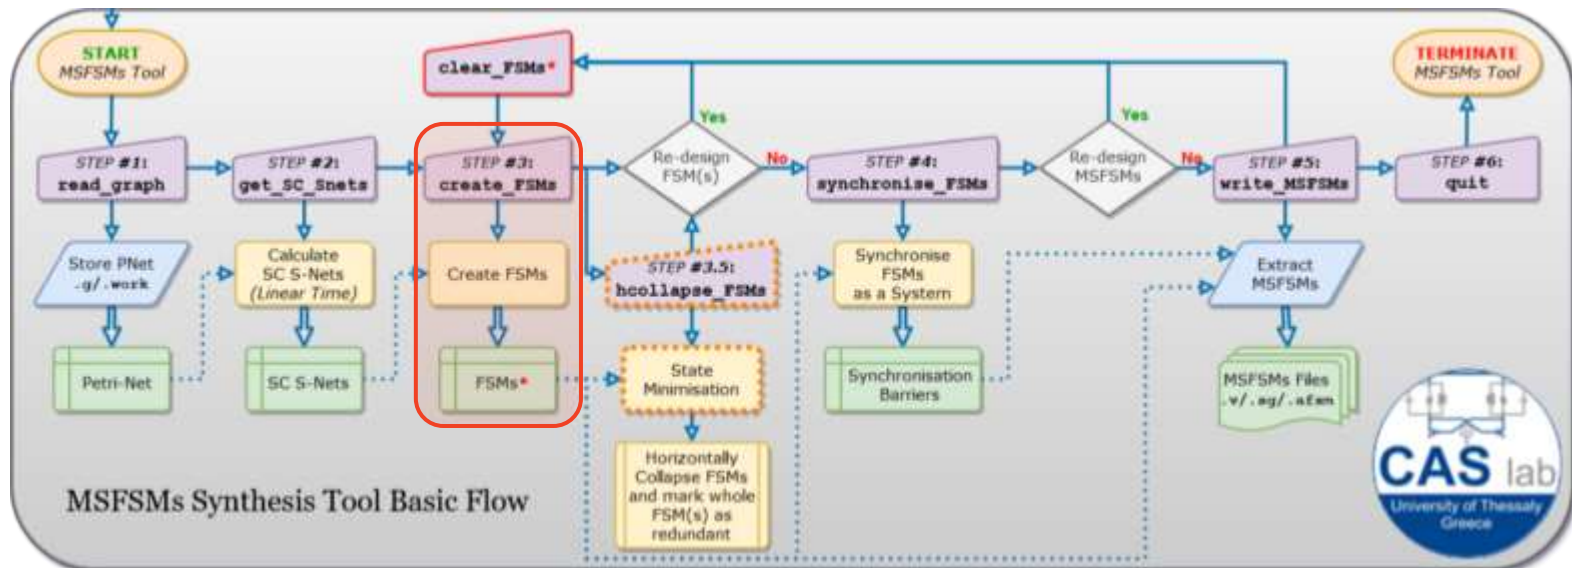 START
MSFSMs Tool
clear_FSMs*
TERMINATE
MSFSMs Tool
Yes
Yes
STEP #1:
read_graph
STEP #2:
get_SC_Snets
STEP #3:
create_FSMs
Re-design
FSM(s)
No
STEP #4:
synchronise_FSMs
Re-design
MSFSMs
No
STEP #5:
write_MSFSMs
STEP #6:
quit
Store PNet
.g/.work
Calculate
SC S-Nets
(Linear Time)
Create FSMs
STEP #3.5:
hcollapse_FSMs
Synchronise
FSMs
as a System
Extract
MSFSMs
Petri-Net
SC S-Nets
FSMs*
State
Minimisation
Synchronisation
Barriers
MSFSMs Files
.v/.sg/.afsm
Horizontally
Collapse FSMs
and mark whole
FSM(s) as
redundant
MSFSMs Synthesis Tool Basic Flow
CAS lab
University of Thessaly
Greece